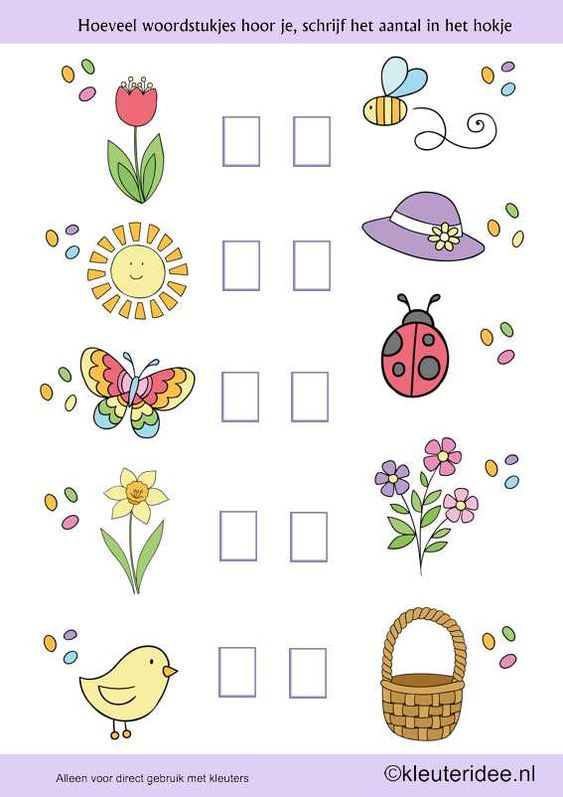 Hoeveel woordstukjes hoor je, schrijf het aantal in het hokje
Alleen voor direct gebruik met kleuters
©kleuteridee.nl